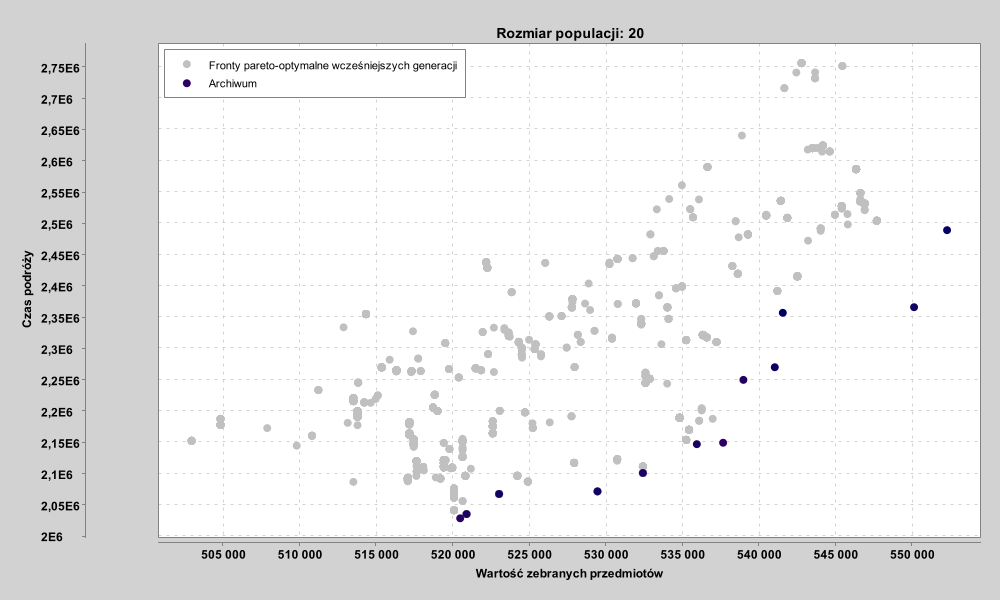 Rozmiar populacji: 20
Fronty pareto-optymalne wcześniejszych generacji
Archiwum
2,75E6
2,7E6
2,65E6
2,6E6
2,55E6
2,5E6
2,45E6
2,4E6
2,35E6
2,3E6
2,25E6
2,2E6
2,15E6
2,1E6
2,05E6
2E6
Czas podróży
505 000 510 000 515 000 520 000 525 000 530 000 535 000 540 000 545 000 550 000
Wartość zebranych przedmiotów